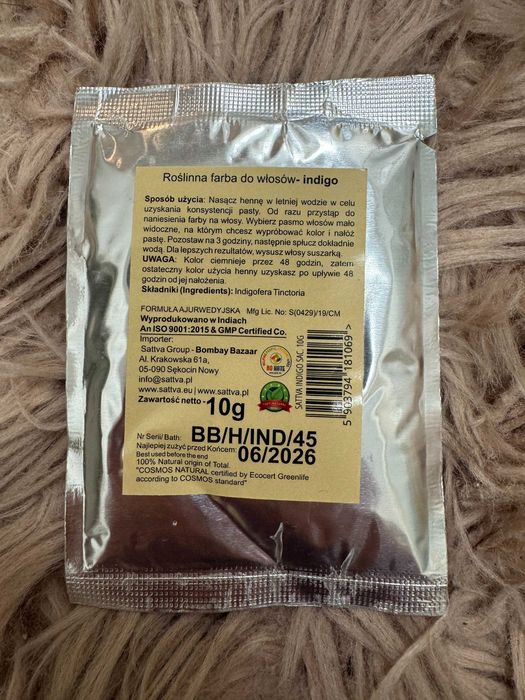 Roślinna farba do włosów- indigo
Sposób użycia: Nasącz hennę w letniej wodzie w celu
uzyskania konsystencji pasty. Od razu przystąp do
naniesienia farby na włosy. Wybierz pasmo włosów mało
widoczne, na którym chcesz wypróbować kolor i nałóż
pastę. Pozostaw na 3 godziny, następnie spłucz dokładnie
wodą. Dla lepszych rezultatów, wysusz włosy suszarką.
UWAGA: Kolor ciemnieje przez 48 godzin, zatem
ostateczny kolor użycia henny uzyskasz po upływie 48
godzin od jej nałożenia.
Składniki (Ingredients): Indigofera Tinctoria
FORMUŁA AJURWEDYJSKA Mfg Lic. No: S(0429)/19/CM
Wyprodukowano w Indiach
An ISO 9001:2015 & GMP Certified Co.
Importer:
Sattva Group - Bombay Bazaar
Al. Krakowska 61a,
05-090 Sękocin Nowy
info@sattva.pl
www.sattva.eu | www.sattva.pl
Zawartość netto - 10g
SATTVA INDIGO SAC. 10G
5 903794 181069>
Nr Seri/ Bath: BB/H/IND/45
Najlepiej zużyć przed Końcem: 06/2026
Best used before the end
100% Natural origin of Total.
"COSMOS NATURAL certified by Ecocert Greenlife
according to COSMOS standard"